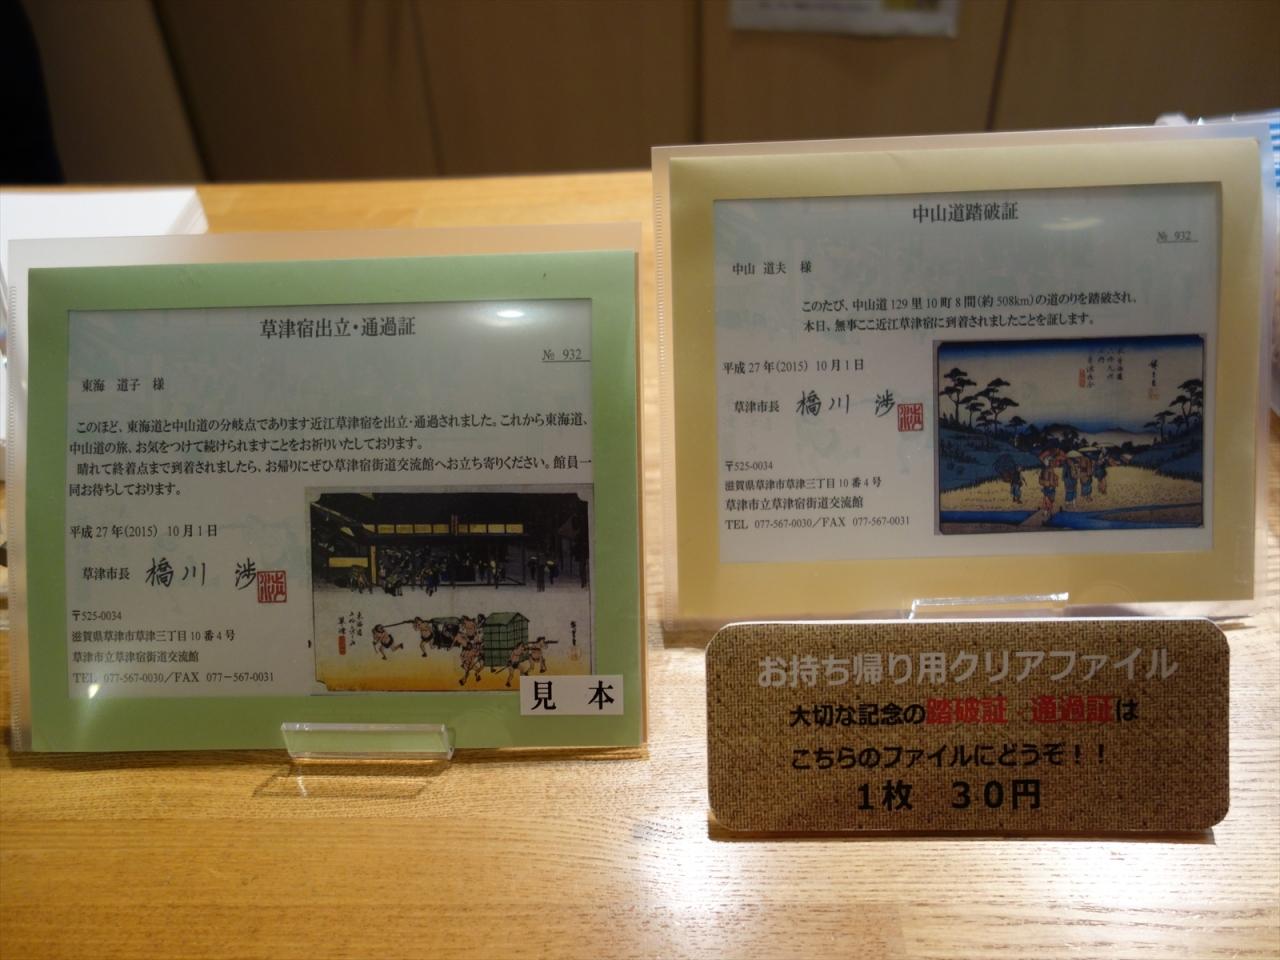 草津宿出立・通過証
№ 932
東海 道子 様
このほど、東海道と中山道の分岐点であります近江草津宿を出立・通過されました。これから東海道、
中山道の旅、お気をつけて続けられますことをお祈りいたしております。
晴れて終着点まで到着されましたら、お帰りにぜひ草津宿街道交流館へお立ち寄りください。館員一
同お待ちしております。
平成27年(2015) 10月1日
草津市長 橋川 渉
〒525-0034
滋賀県草津市草津三丁目10番4号
草津市立草津宿街道交流館
TEL 077-567-0030/FAX 077-567-0031
見 本
中山道踏破証
№ 932
中山 道夫 様
このたび、中山道129里10町8間(約508km)の道のりを踏破され、
本日、無事ここ近江草津宿に到着されましたことを証します。
平成27年(2015) 10月1日
草津市長 橋川 渉
〒525-0034
滋賀県草津市草津三丁目10番4号
草津市立草津宿街道交流館
TEL 077-567-0030/FAX 077-567-0031
お持ち帰り用クリアファイル
大切な記念の踏破証・通過証は
こちらのファイルにどうぞ!!
1枚 30円